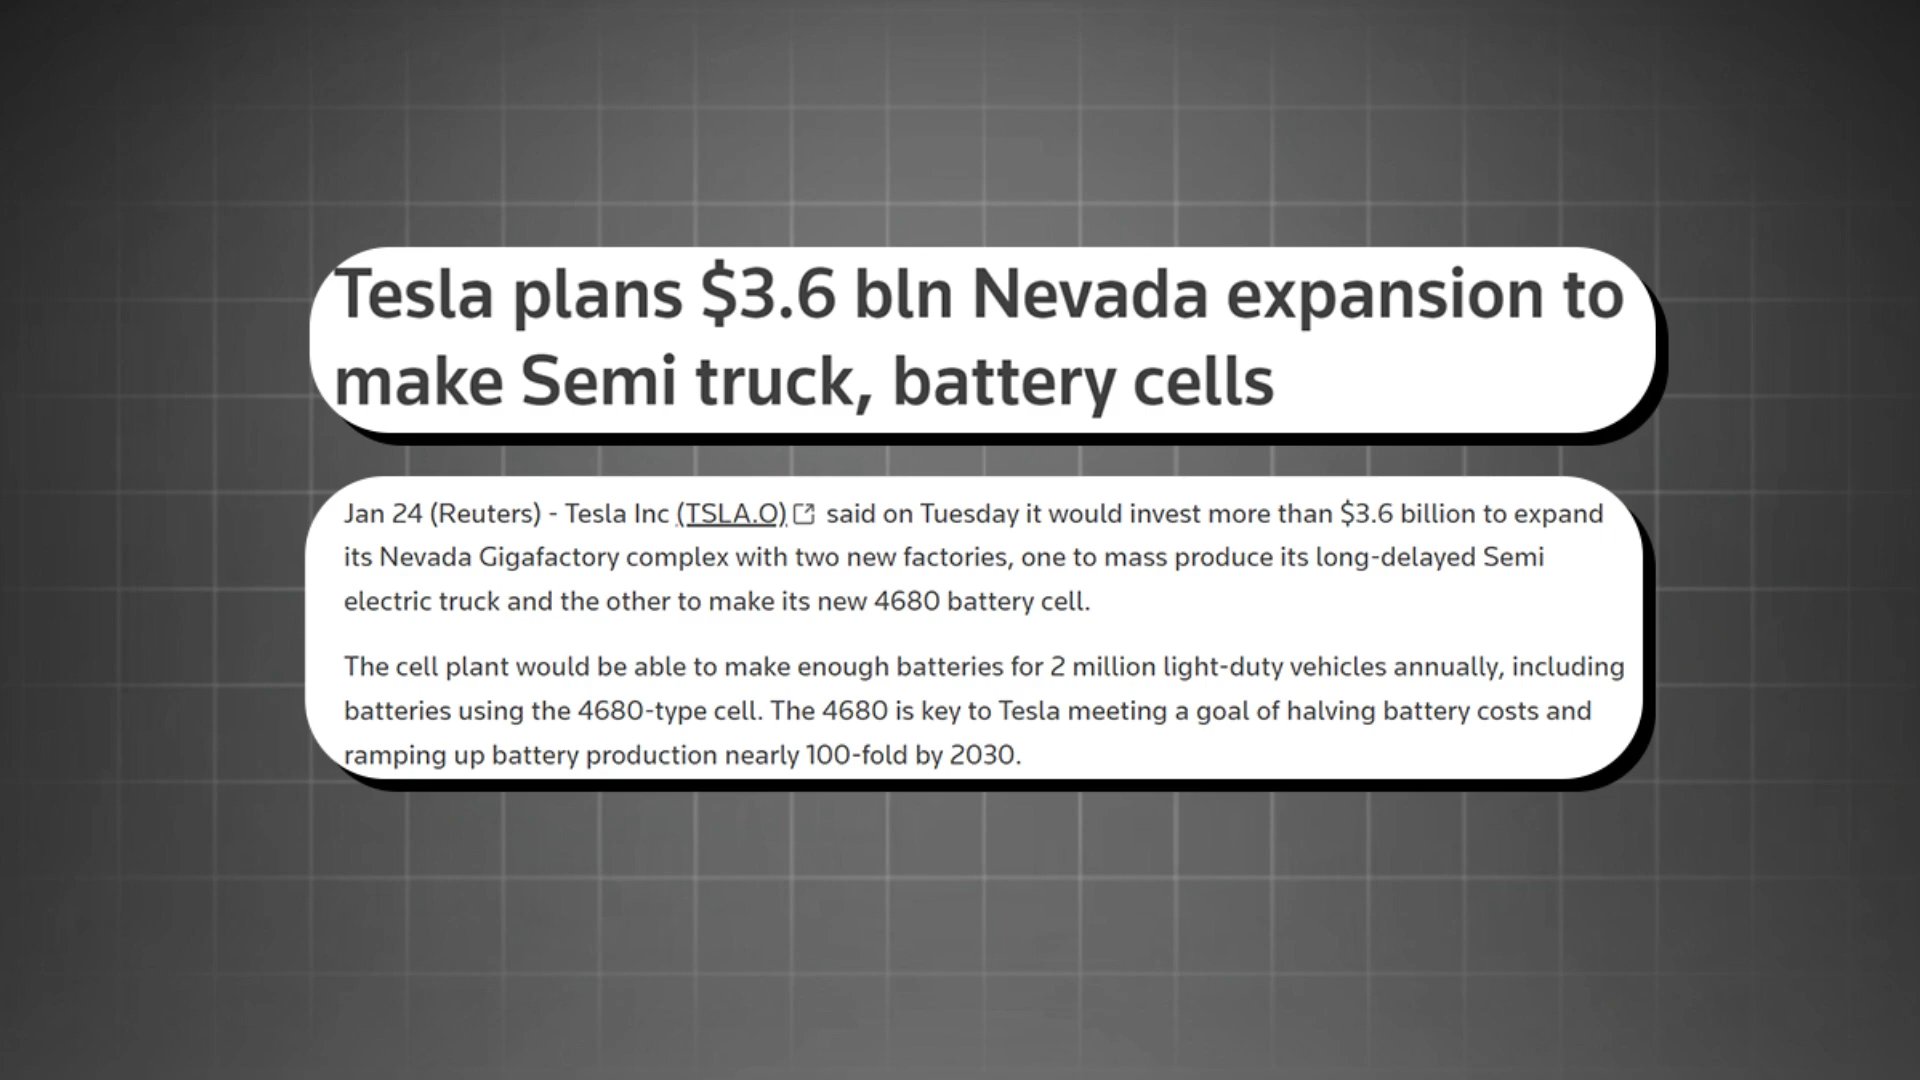 Tesla plans $3.6 bln Nevada expansion to
make Semi truck, battery cells
Jan 24 (Reuters) - Tesla Inc (TSLA.O) said on Tuesday it would invest more than $3.6 billion to expand
its Nevada Gigafactory complex with two new factories, one to mass produce its long-delayed Semi
electric truck and the other to make its new 4680 battery cell.
The cell plant would be able to make enough batteries for 2 million light-duty vehicles annually, including
batteries using the 4680-type cell. The 4680 is key to Tesla meeting a goal of halving battery costs and
ramping up battery production nearly 100-fold by 2030.